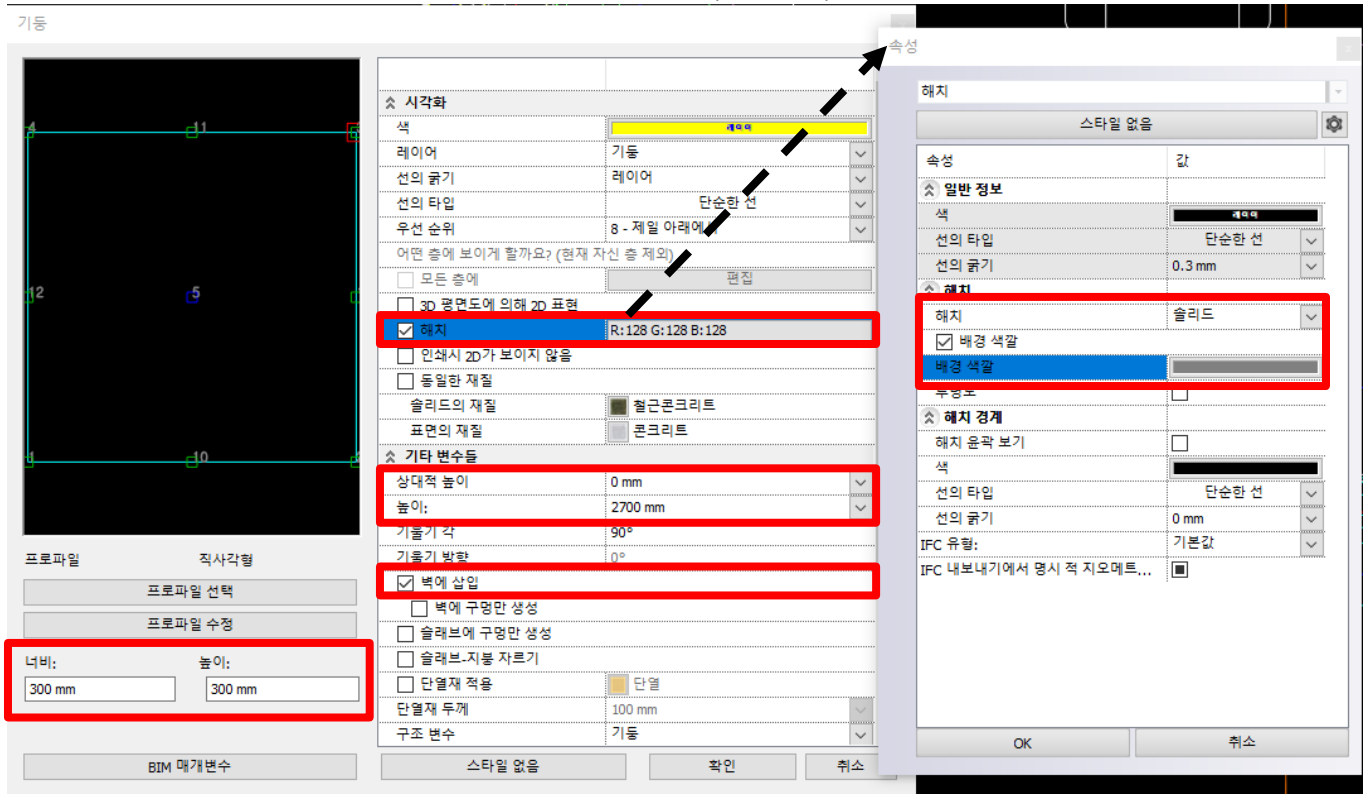 기둥
4
11
12
5
1
10
프로파일 직사각형
프로파일 선택
프로파일 수정
너비: 높이:
300 mm 300 mm
BIM 매개변수
시각화
색 레이어
레이어 기둥
선의 굵기 레이어
선의 타입 단순한 선
우선 순위 8 - 제일 아래에
어떤 층에 보이게 할까요? (현재 자신 층 제외)
모든 층에 편집
3D 평면도에 의해 2D 표현
해치 R:128 G:128 B:128
인쇄시 2D가 보이지 않음
동일한 재질
솔리드의 재질 철근콘크리트
표면의 재질 콘크리트
기타 변수들
상대적 높이 0 mm
높이: 2700 mm
기울기 각 90°
기울기 방향 0°
벽에 삽입
벽에 구멍만 생성
슬래브에 구멍만 생성
슬래브-지붕 자르기
단열재 적용 단열
단열재 두께 100 mm
구조 변수 기둥
스타일 없음 확인 취소
속성
해치
스타일 없음
속성 값
일반 정보
색 레이어
선의 타입 단순한 선
선의 굵기 0.3 mm
해치
해치 솔리드
배경 색깔
배경 색깔
투명도
해치 경계
해치 윤곽 보기
색
선의 타입 단순한 선
선의 굵기 0 mm
IFC 유형: 기본값
IFC 내보내기에서 명시 적 지오메트...
OK 취소